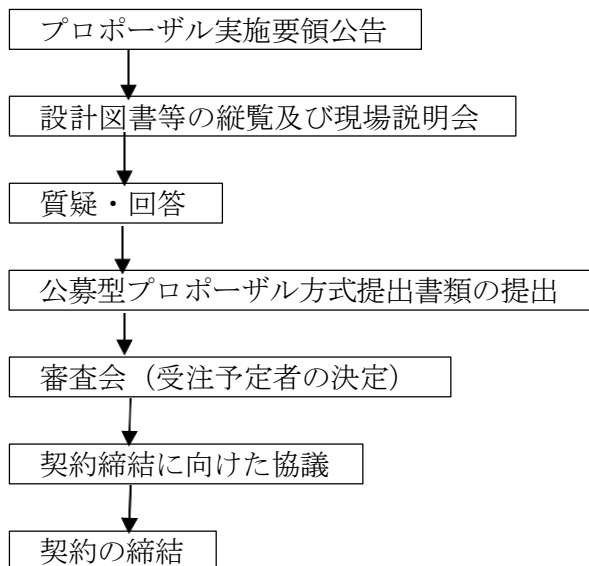 プロポーザル実施要領公告
設計図書等の縦覧及び現場説明会
質疑・回答
公募型プロポーザル方式提出書類の提出
審査会（受注予定者の決定）
契約締結に向けた協議
契約の締結